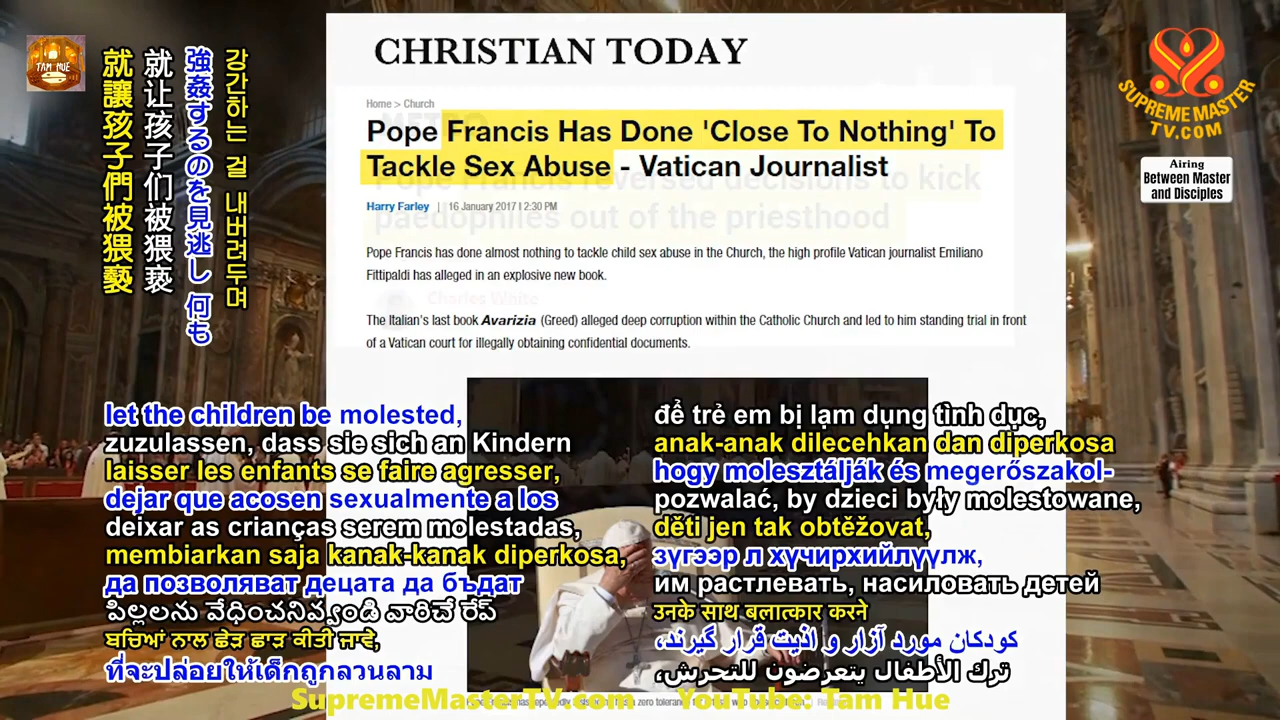 CHRISTIAN TODAY
Home > Church
Pope Francis Has Done 'Close To Nothing' To
Tackle Sex Abuse - Vatican Journalist
Harry Farley | 16 January 2017 | 2:30 PM
Pope Francis has done almost nothing to tackle child sex abuse in the Church, the high profile Vatican journalist Emiliano
Fittipaldi has alleged in an explosive new book.
The Italian's last book Avarizia (Greed) alleged deep corruption within the Catholic Church and led to him standing trial in front
of a Vatican court for illegally obtaining confidential documents.
Pope Francis reversed decisions to kick
paedophiles out of the priesthood
Charles White
TAM HUE
就讓孩子們被猥褻
就让孩子们被猥亵
強姦するのを見逃し 何も
강간하는 걸 내버려두며
SUPREME MASTER
TV.COM
Airing
Between Master
and Disciples
let the children be molested,
zuzulassen, dass sie sich an Kindern
laisser les enfants se faire agresser,
dejar que acosen sexualmente a los
deixar as crianças serem molestadas,
membiarkan saja kanak-kanak diperkosa,
да позволяват децата да бъдат
పిల్లలను వేధించనివ్వండి వారిచే రేప్
ਬਚਿਆਂ ਨਾਲ ਛੇੜ ਛਾੜ ਕੀਤੀ ਜਾਵੇ,
ที่จะปล่อยให้เด็กถูกลวนลาม
để trẻ em bị lạm dụng tình dục,
anak-anak dilecehkan dan diperkosa
hogy molesztálják és megerőszakol-
pozwalać, by dzieci były molestowane,
děti jen tak obtěžovat,
зүгээр л хүчирхийлүүлж,
им растлевать, насиловать детей
उनके साथ बलात्कार करने
کودکان مورد آزار و اذیت قرار گیرند،
ترك الأطفال يتعرضون للتحرش،
SupremeMasterTV.com
YouTube: Tam Hue